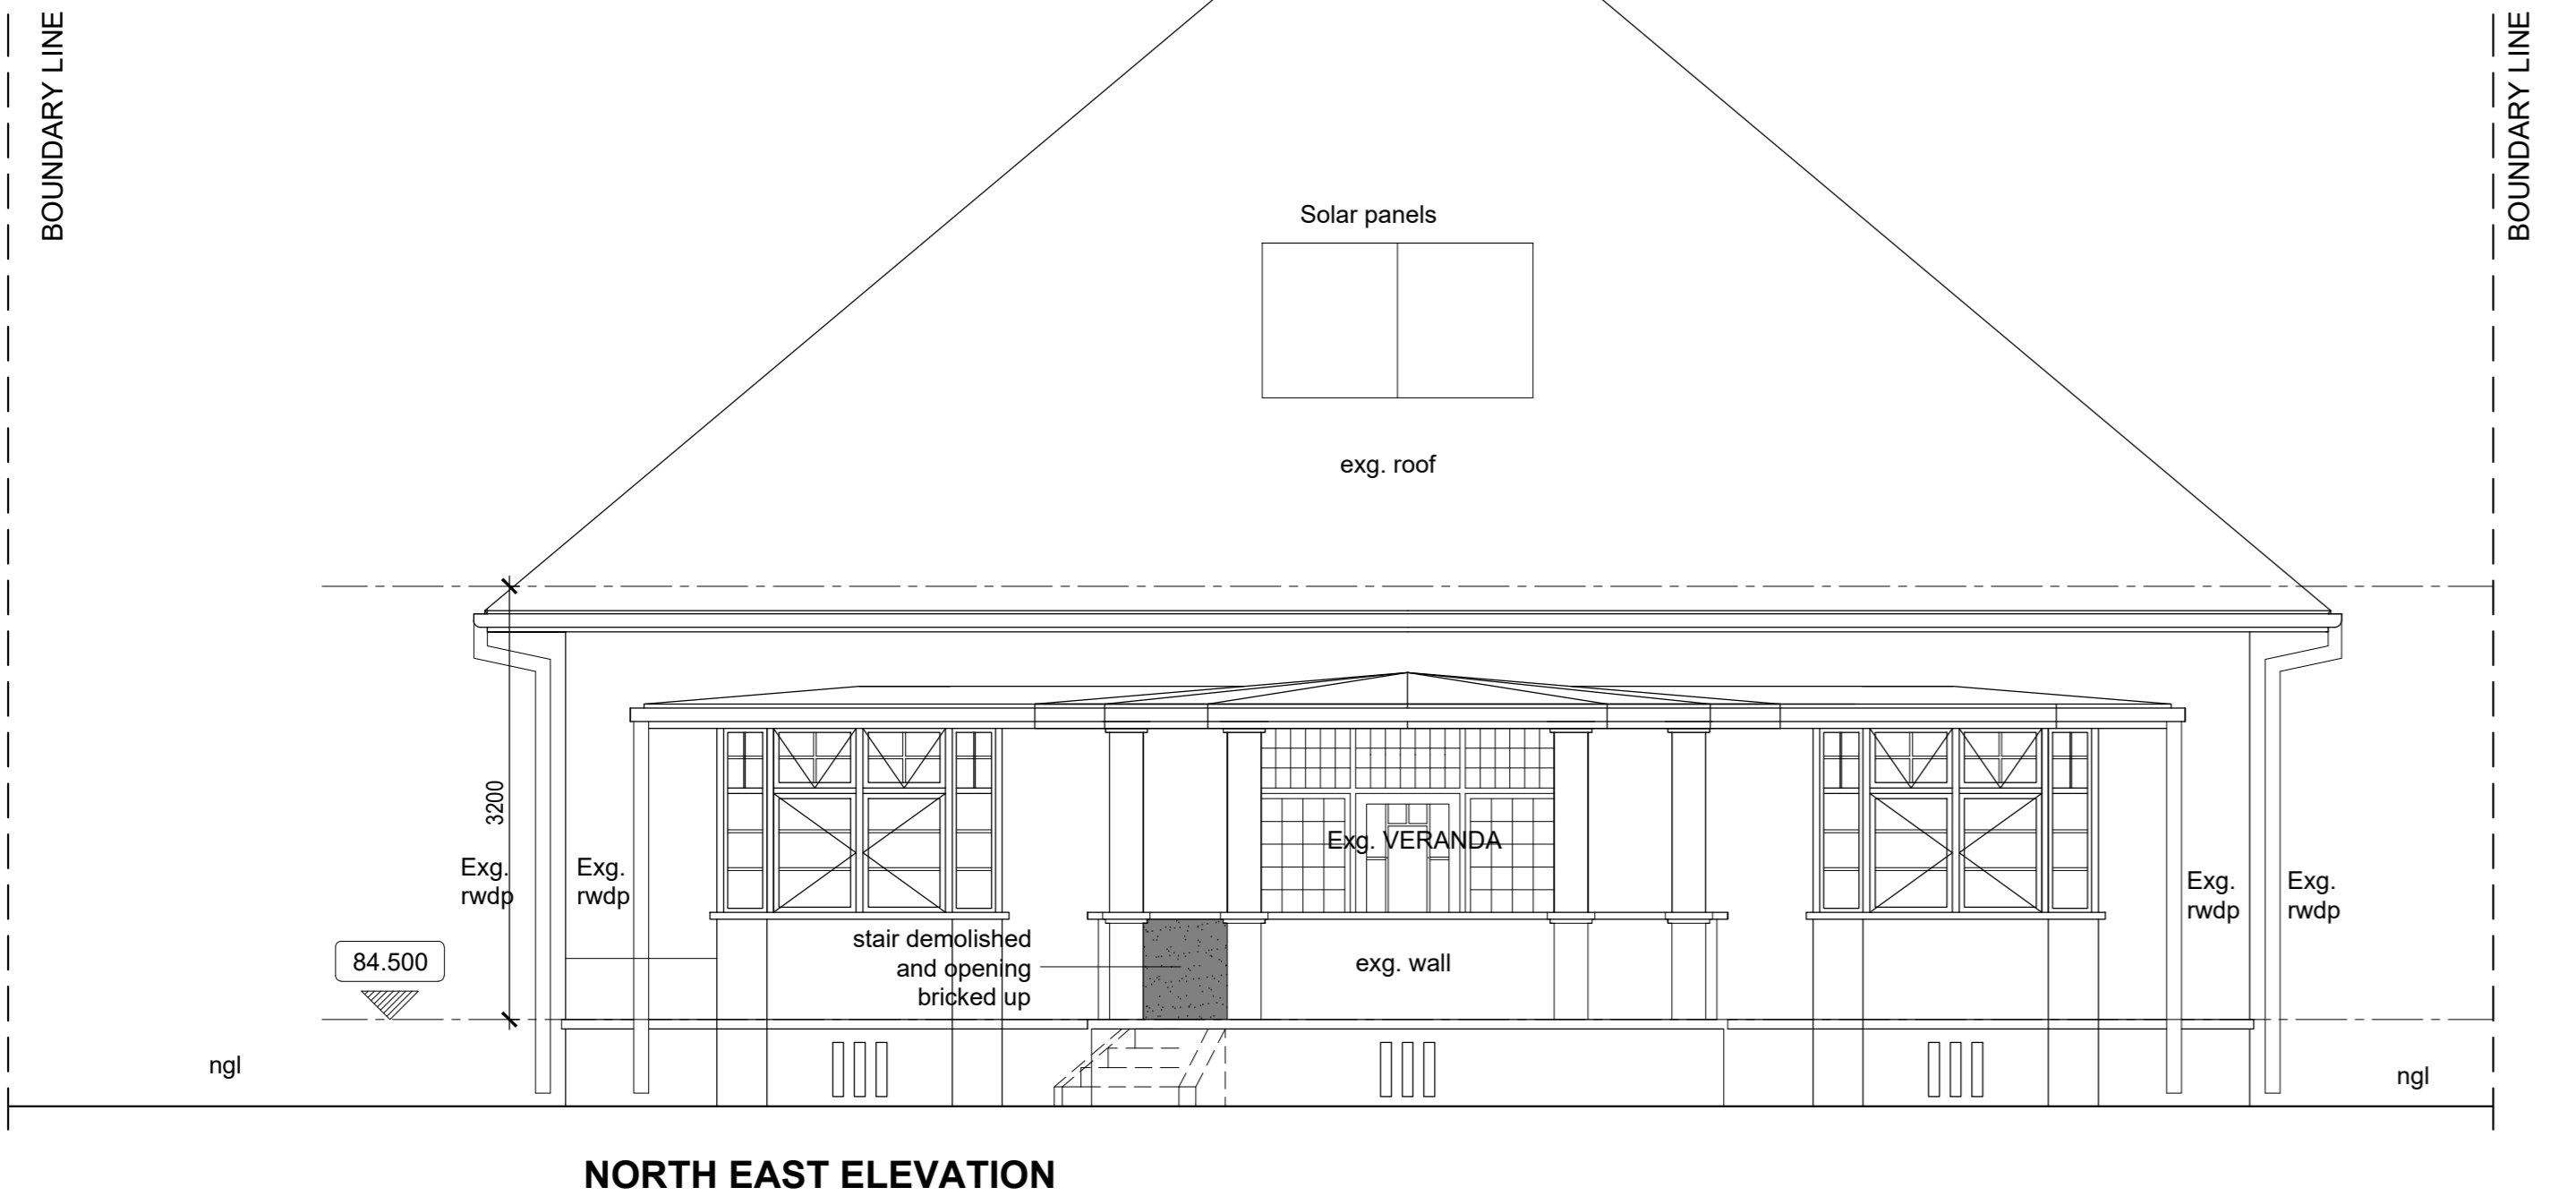 BOUNDARY LINE
BOUNDARY LINE
Solar panels
exg. roof
3200
Exg. VERANDA
Exg.
rwdp
Exg.
rwdp
Exg.
rwdp
Exg.
rwdp
stair demolished
and opening
bricked up
exg. wall
84.500
ngl
ngl
NORTH EAST ELEVATION